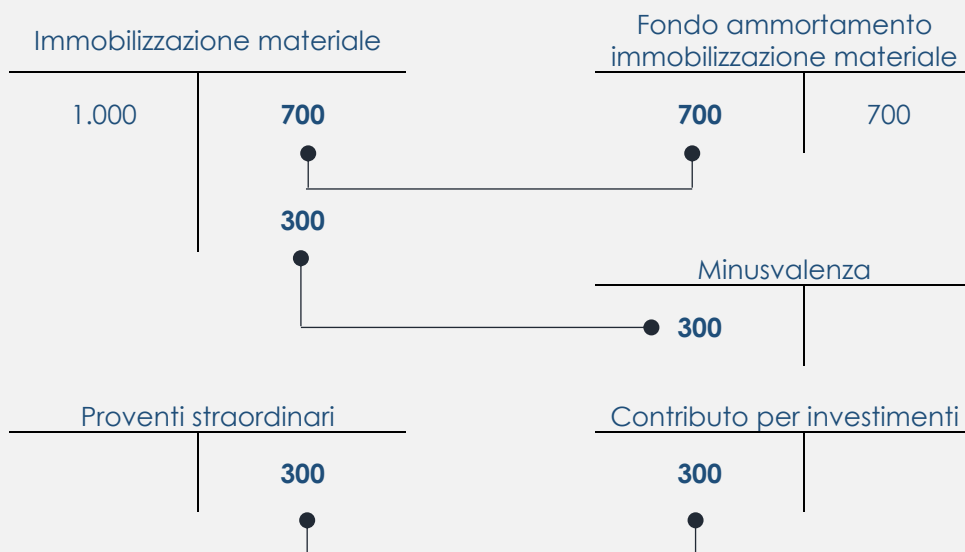 Immobilizzazione materiale
Fondo ammortamento
immobilizzazione materiale
1.000 700
700 700
300
Minusvalenza
300
Proventi straordinari
Contributo per investimenti
300
300